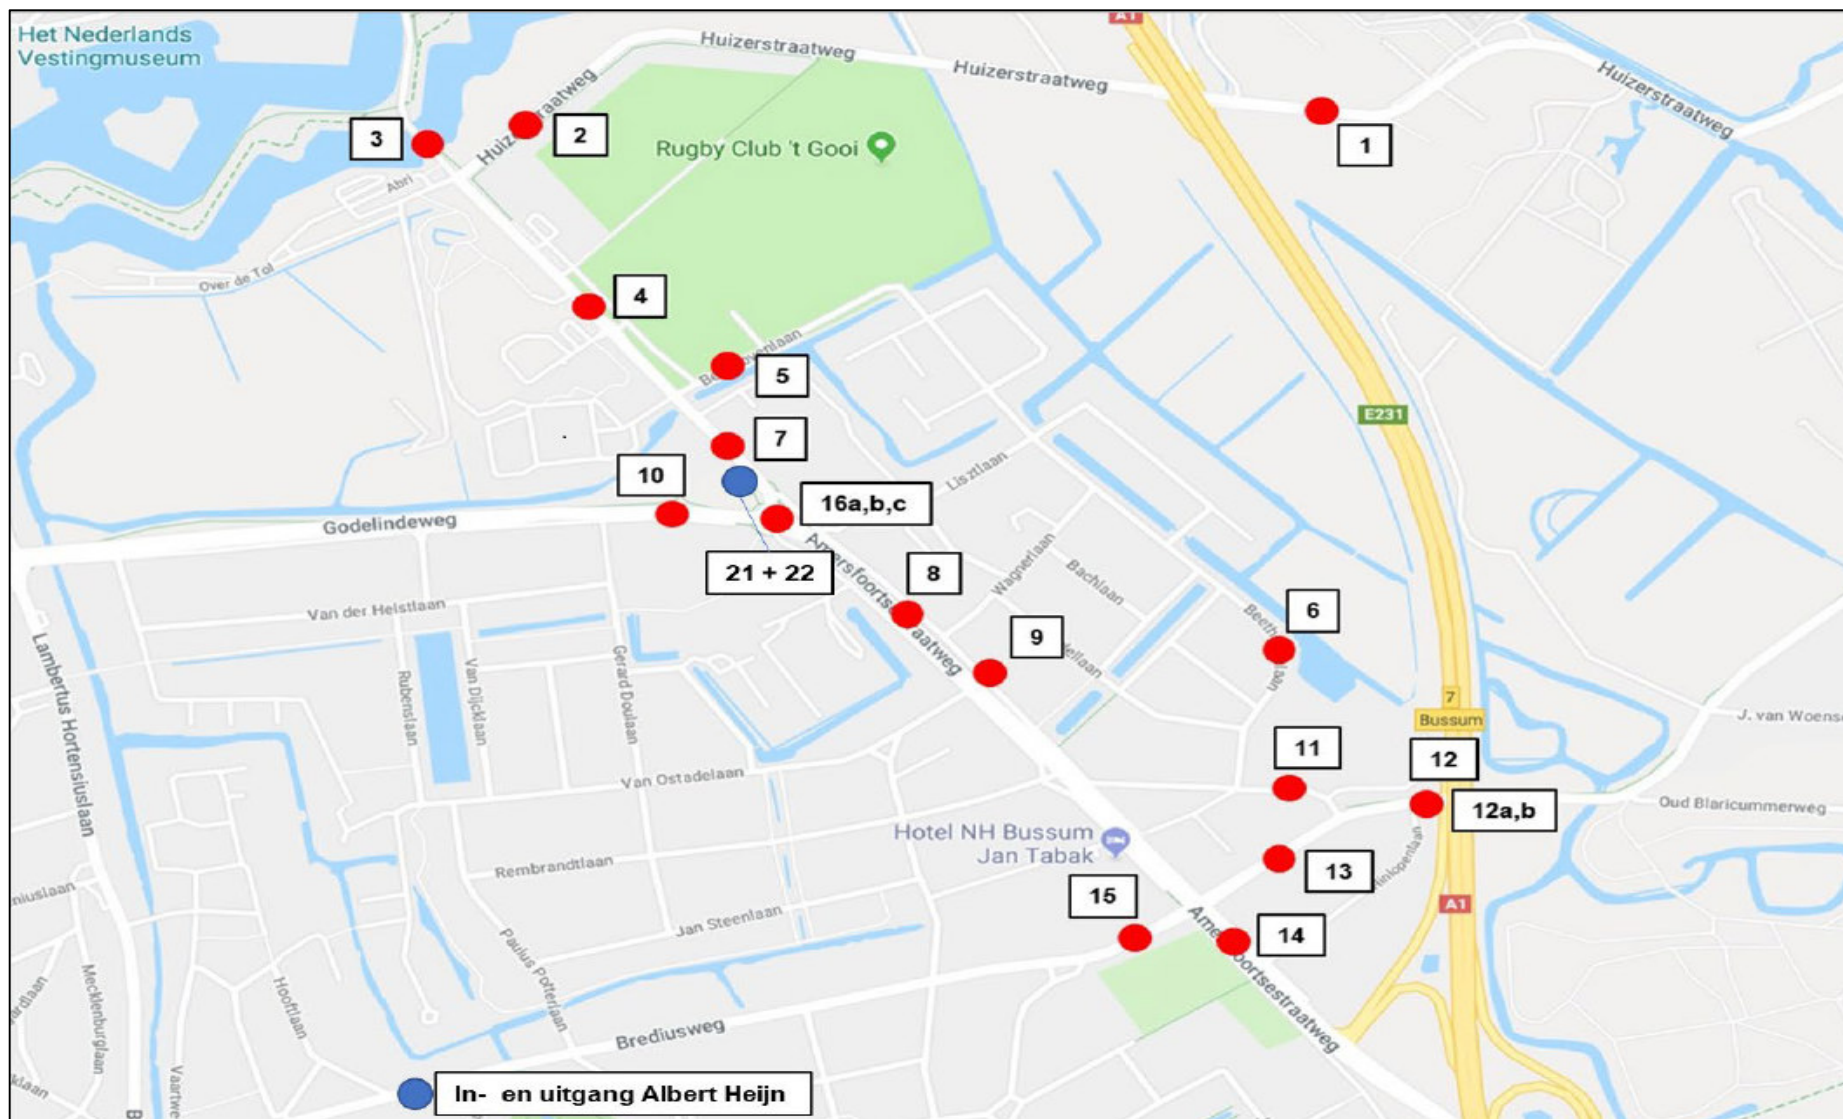 Het Nederlands
Vestingmuseum
A1
Huizerstraatweg
Huizerstraatweg
Huizerstraatweg
3
2
1
Rugby Club 't Gooi
Abri
Over de Tol
4
5
7
E231
10
16a,b,c
Lisztlaan
Godelindeweg
21 + 22
8
Wagnerlaan
Bachlaan
6
9
Van der Helstlaan
Lambertus Hortensiuslaan
Rubenslaan
Van Dijcklaan
Gerard Doulaan
7
Bussum
J. van Woens
11
12
12a,b
Oud Blaricummerweg
Van Ostadelaan
Hotel NH Bussum
Jan Tabak
Rembrandtlaan
13
A1
15
14
Jan Steenlaan
Paulus Potterlaan
Hooftlaan
Mecklenburglaan
Brediusweg
In- en uitgang Albert Heijn